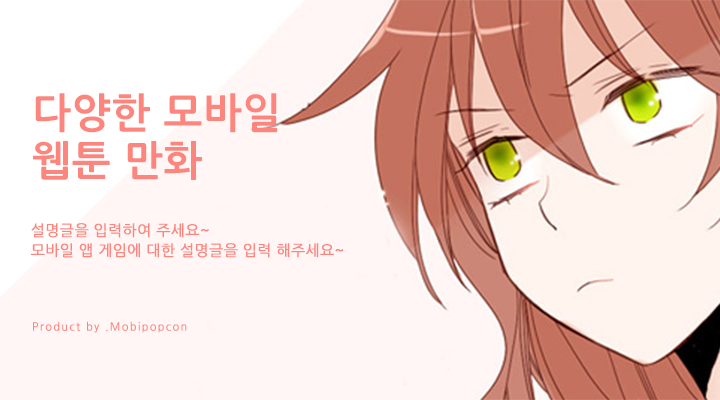 다양한 모바일
웹툰 만화
설명글을 입력하여 주세요~
모바일 앱 게임에 대한 설명글을 입력 해주세요~
Product by .Mobipopcon